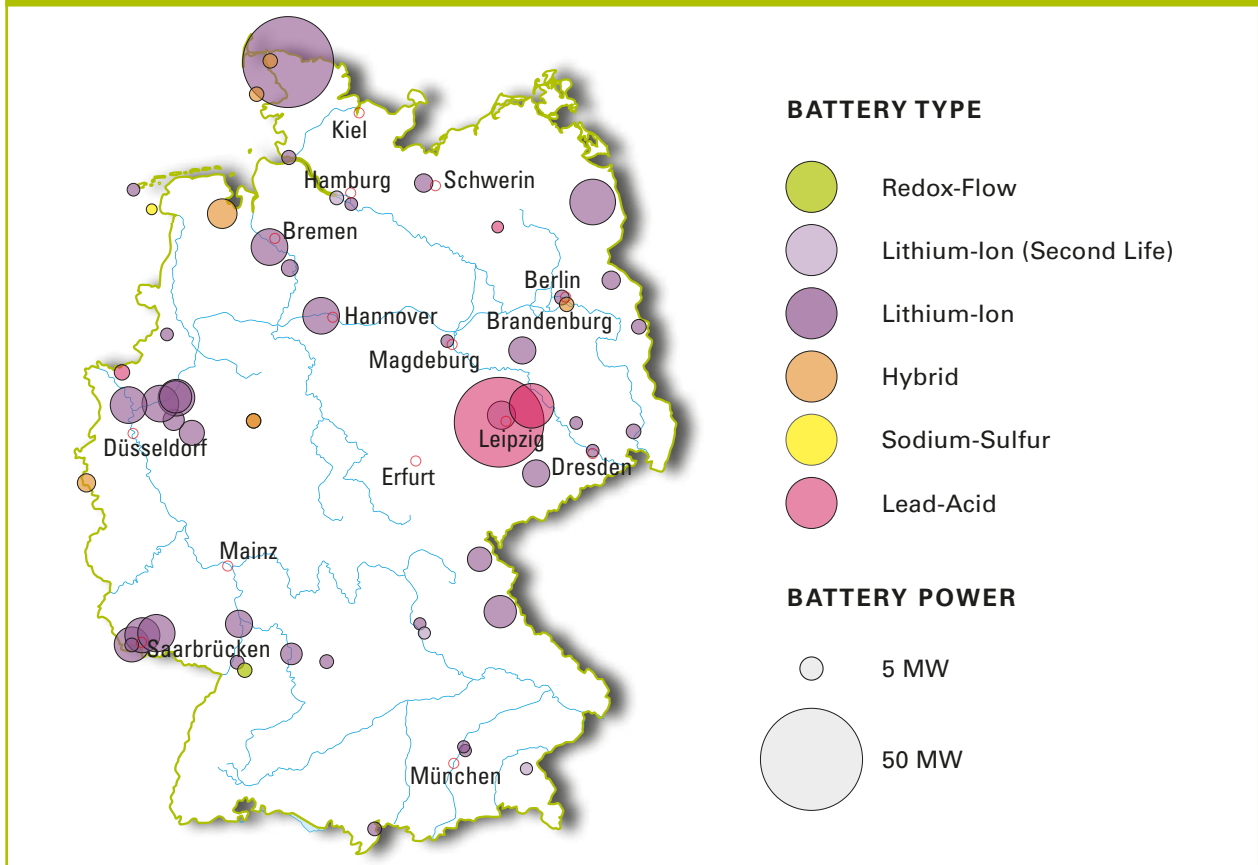 Kiel
Hamburg
Schwerin
Bremen
Berlin
Hannover
Brandenburg
Magdeburg
Leipzig
Düsseldorf
Dresden
Erfurt
Mainz
Saarbrücken
München
BATTERY TYPE
Redox-Flow
Lithium-Ion (Second Life)
Lithium-Ion
Hybrid
Sodium-Sulfur
Lead-Acid
BATTERY POWER
5 MW
50 MW